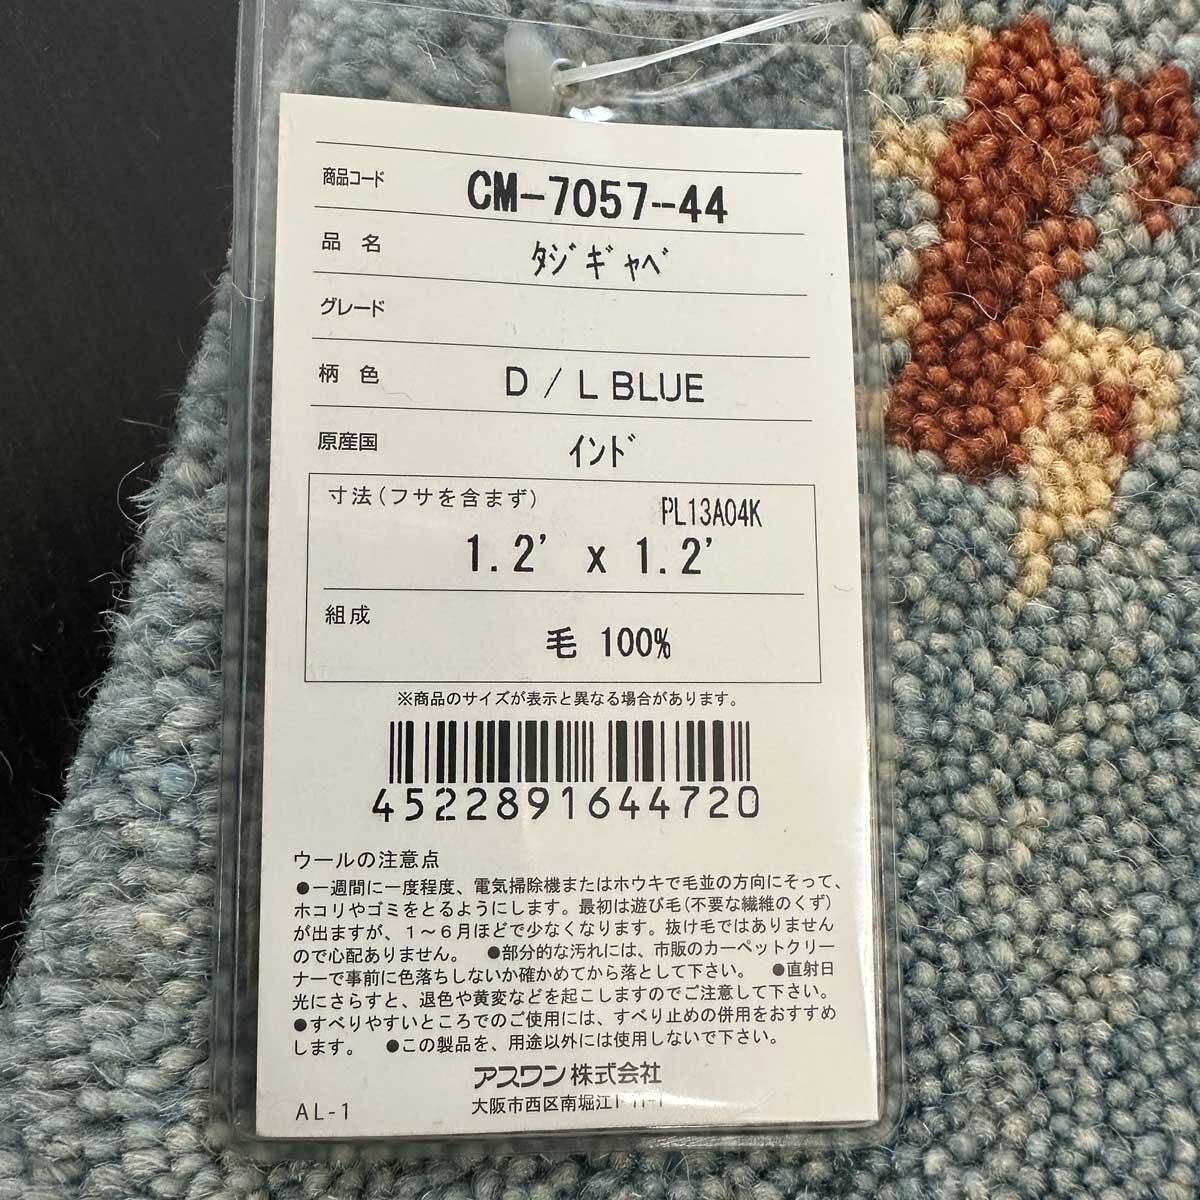 商品コード CM-7057-44
品 名 ﾀｼﾞｷﾞｬﾍﾞ
グレード
柄 色 D / L BLUE
原産国 ｲﾝﾄﾞ
寸法(フサを含まず) PL13A04K
1.2' x 1.2'
組成
毛 100%
※商品のサイズが表示と異なる場合があります。
4522891644720
ウールの注意点
●一週間に一度程度、電気掃除機またはホウキで毛並の方向にそって、
ホコリやゴミをとるようにします。最初は遊び毛(不要な繊維のくず)
が出ますが、1～6月ほどで少なくなります。抜け毛ではありません
ので心配ありません。 ●部分的な汚れには、市販のカーペットクリー
ナーで事前に色落ちしないか確かめてから落として下さい。 ●直射日
光にさらすと、退色や黄変などを起こしますのでご注意して下さい。
●すべりやすいところでのご使用には、すべり止めの併用をおすすめ
します。 ●この製品を、用途以外には使用しないで下さい。
アスワン株式会社
AL-1 大阪市西区南堀江